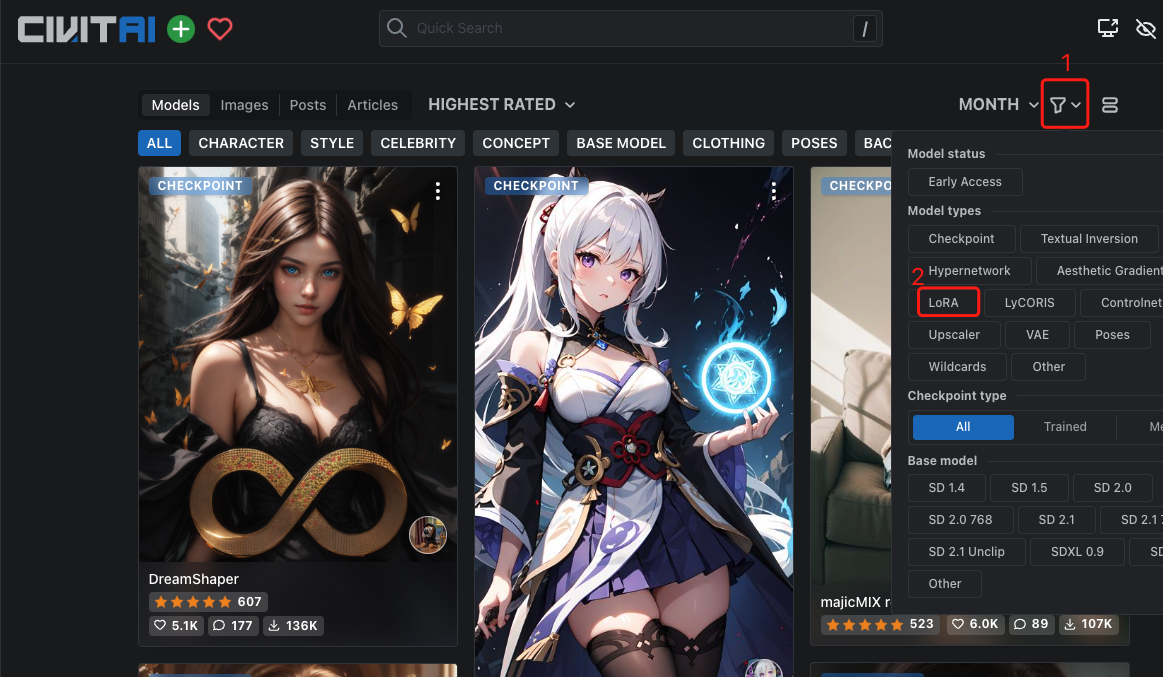 CIVITAI
Quick Search /
1
Models Images Posts Articles HIGHEST RATED MONTH
ALL CHARACTER STYLE CELEBRITY CONCEPT BASE MODEL CLOTHING POSES BAC
Model status
Early Access
Model types
Checkpoint Textual Inversion
Hypernetwork Aesthetic Gradient
2
LoRA LyCORIS Controlnet
Upscaler VAE Poses
Wildcards Other
Checkpoint type
All Trained Me
Base model
SD 1.4 SD 1.5 SD 2.0
SD 2.0 768 SD 2.1 SD 2.1 7
SD 2.1 Unclip SDXL 0.9 SD
Other
CHECKPOINT
DreamShaper
607
5.1K 177 136K
CHECKPOINT
CHECKPO
majicMIX r
523 6.0K 89 107K